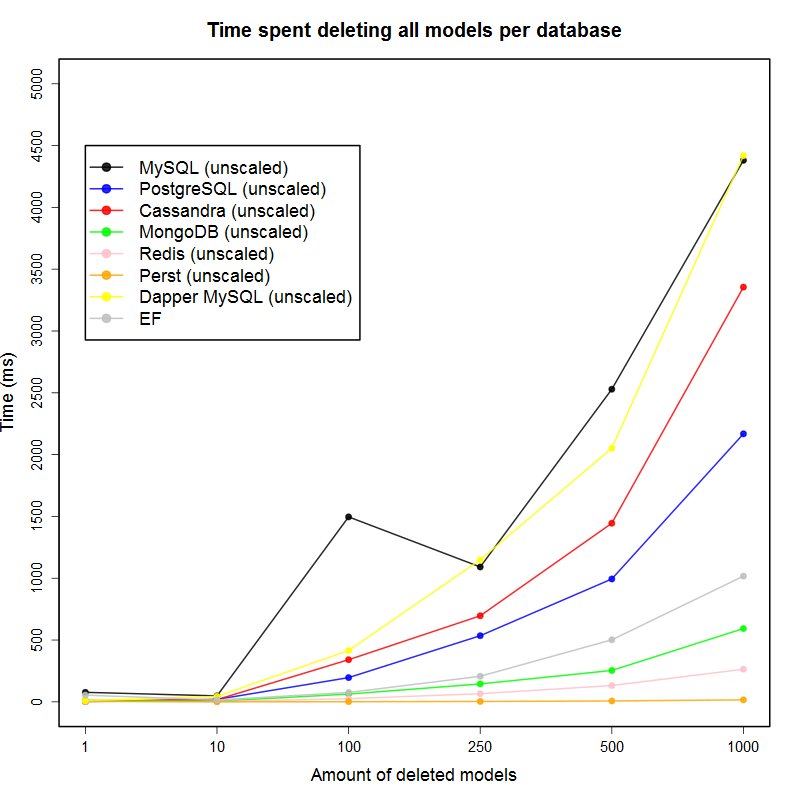 Time spent deleting all models per database
5000
4500
4000
3500
3000
2500
2000
1500
1000
500
0
Time (ms)
MySQL (unscaled)
PostgreSQL (unscaled)
Cassandra (unscaled)
MongoDB (unscaled)
Redis (unscaled)
Perst (unscaled)
Dapper MySQL (unscaled)
EF
1 10 100 250 500 1000
Amount of deleted models